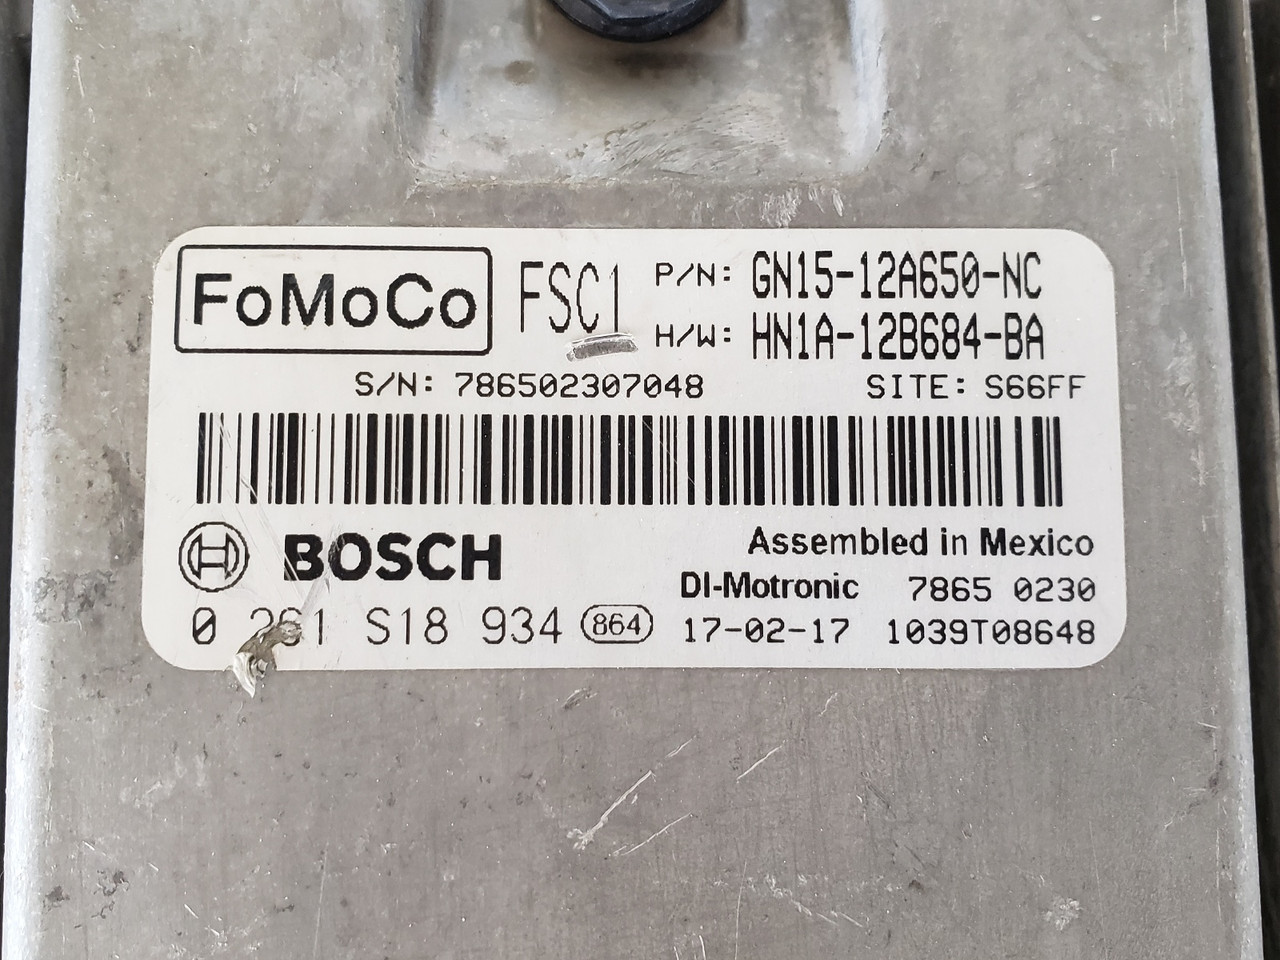 FoMoCo FSC1 P/N: GN15-12A650-NC
H/W: HN1A-12B684-BA
S/N: 786502307048 SITE: S66FF
BOSCH Assembled in Mexico
DI-Motronic 7865 0230
0 261 S18 934 864 17-02-17 1039T08648